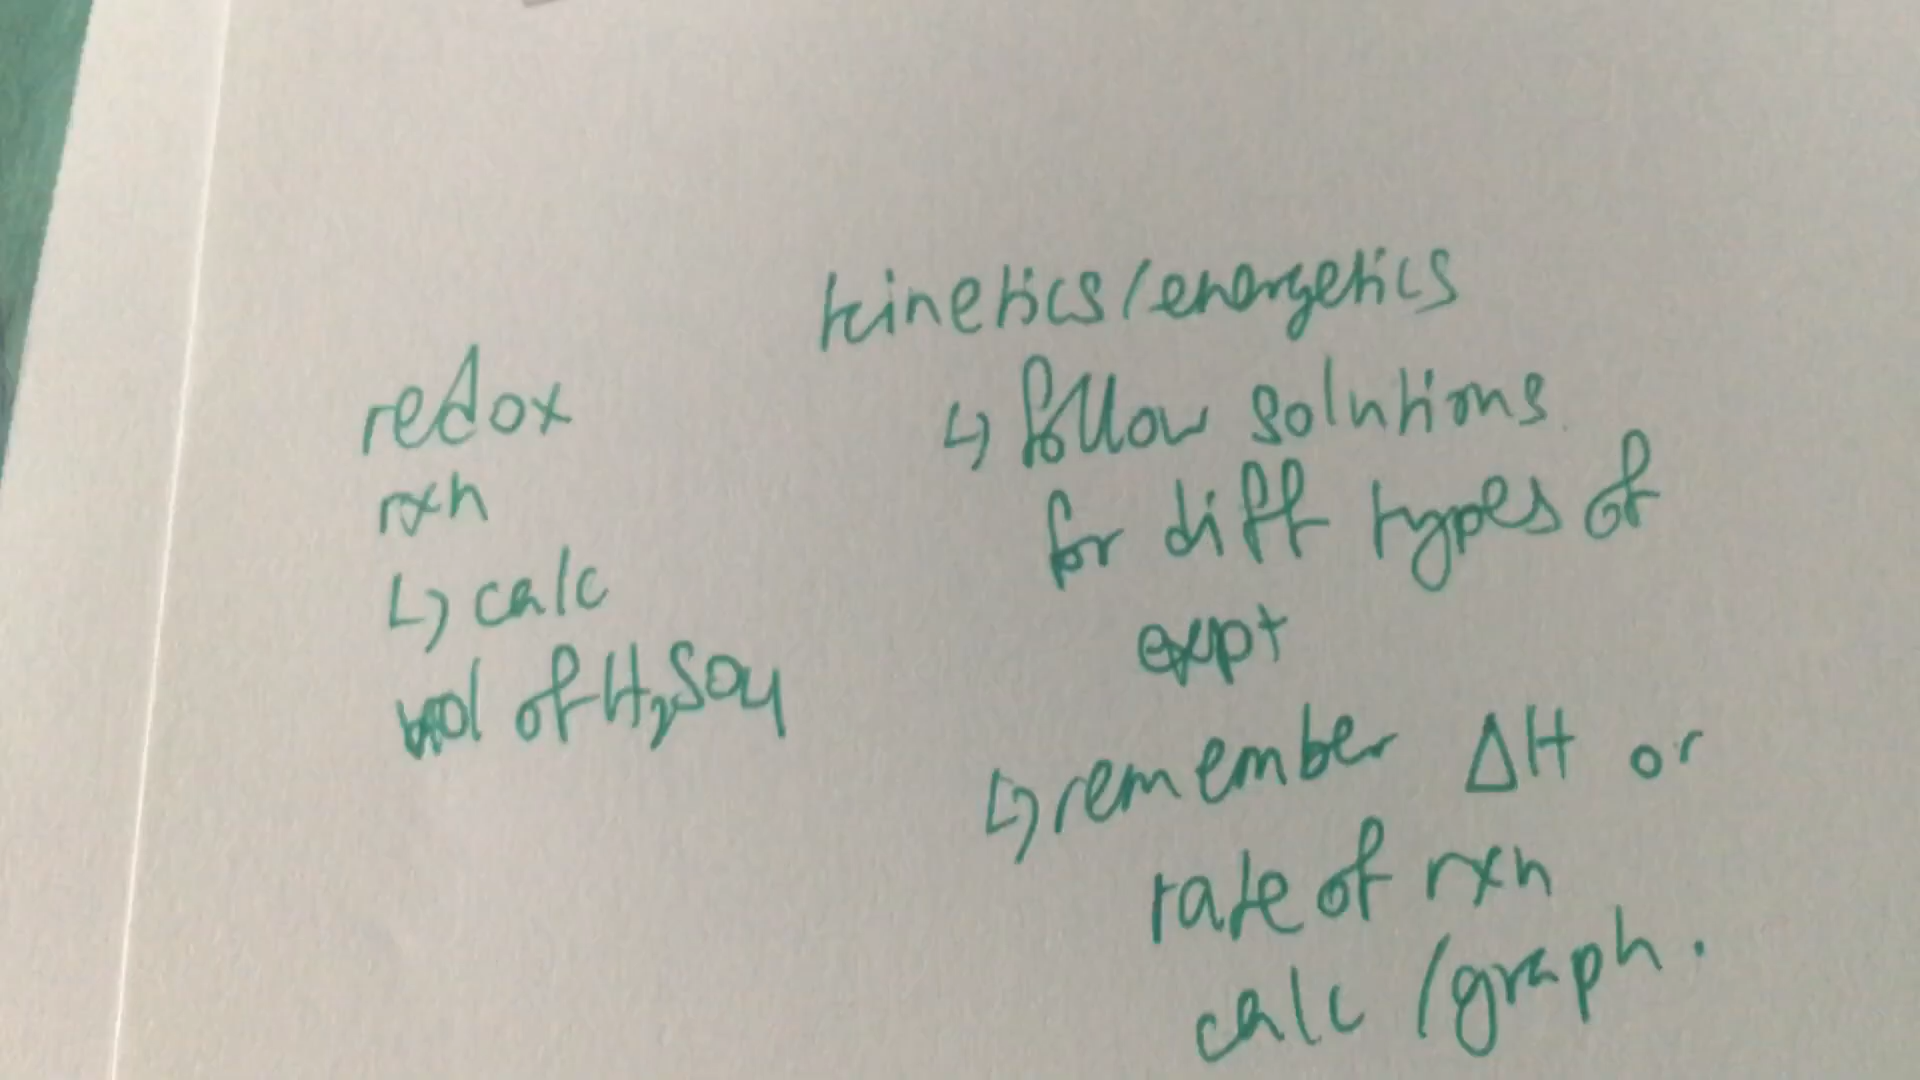 redox
rxn
↳ calc
vol of H₂SO₄
kinetics/energetics
↳ follow solutions
for diff types of
expt
↳ remember ΔH or
rate of rxn
calc /graph.